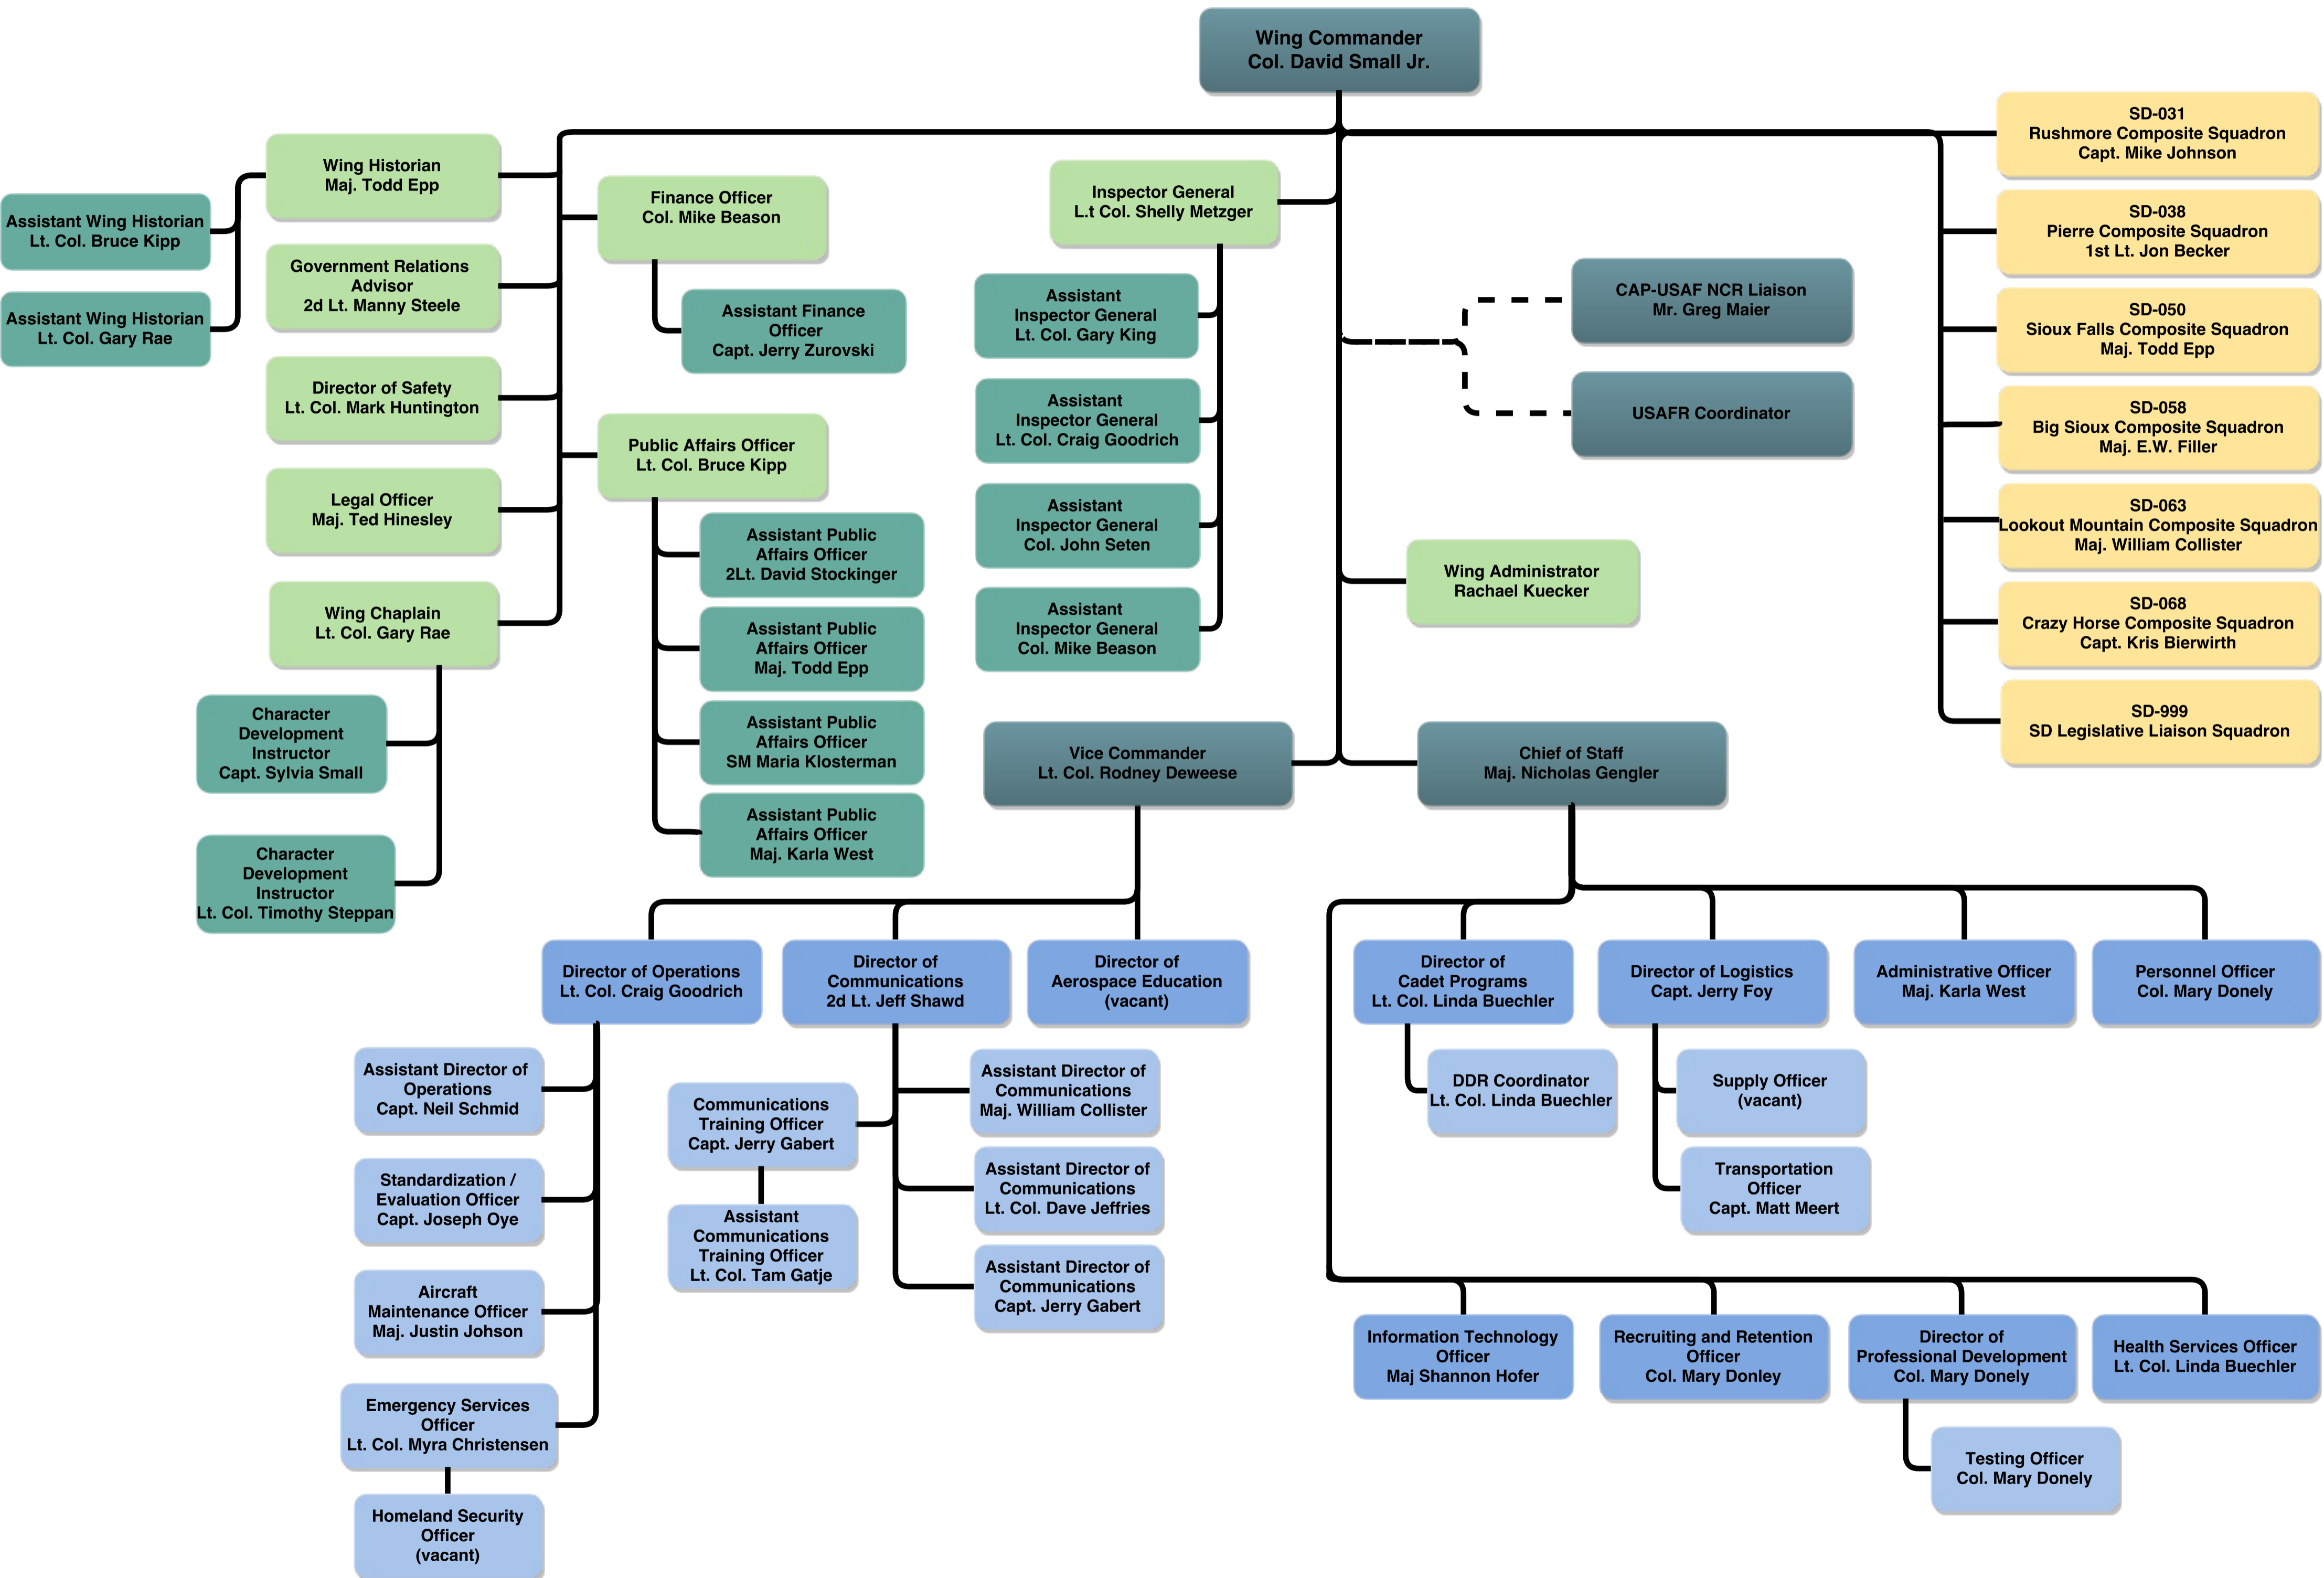 Wing Commander
Col. David Small Jr.
Wing Historian
Maj. Todd Epp
Assistant Wing Historian
Lt. Col. Bruce Kipp
Assistant Wing Historian
Lt. Col. Gary Rae
Government Relations
Advisor
2d Lt. Manny Steele
Director of Safety
Lt. Col. Mark Huntington
Legal Officer
Maj. Ted Hinesley
Wing Chaplain
Lt. Col. Gary Rae
Character
Development
Instructor
Capt. Sylvia Small
Character
Development
Instructor
Lt. Col. Timothy Steppan
Finance Officer
Col. Mike Beason
Assistant Finance
Officer
Capt. Jerry Zurovski
Public Affairs Officer
Lt. Col. Bruce Kipp
Assistant Public
Affairs Officer
2Lt. David Stockinger
Assistant Public
Affairs Officer
Maj. Todd Epp
Assistant Public
Affairs Officer
SM Maria Klosterman
Assistant Public
Affairs Officer
Maj. Karla West
Inspector General
L.t Col. Shelly Metzger
Assistant
Inspector General
Lt. Col. Gary King
Assistant
Inspector General
Lt. Col. Craig Goodrich
Assistant
Inspector General
Col. John Seten
Assistant
Inspector General
Col. Mike Beason
CAP-USAF NCR Liaison
Mr. Greg Maier
USAFR Coordinator
Wing Administrator
Rachael Kuecker
SD-031
Rushmore Composite Squadron
Capt. Mike Johnson
SD-038
Pierre Composite Squadron
1st Lt. Jon Becker
SD-050
Sioux Falls Composite Squadron
Maj. Todd Epp
SD-058
Big Sioux Composite Squadron
Maj. E.W. Filler
SD-063
Lookout Mountain Composite Squadron
Maj. William Collister
SD-068
Crazy Horse Composite Squadron
Capt. Kris Bierwirth
SD-999
SD Legislative Liaison Squadron
Vice Commander
Lt. Col. Rodney Deweese
Chief of Staff
Maj. Nicholas Gengler
Director of Operations
Lt. Col. Craig Goodrich
Assistant Director of
Operations
Capt. Neil Schmid
Standardization /
Evaluation Officer
Capt. Joseph Oye
Aircraft
Maintenance Officer
Maj. Justin Johson
Emergency Services
Officer
Lt. Col. Myra Christensen
Homeland Security
Officer
(vacant)
Director of
Communications
2d Lt. Jeff Shawd
Communications
Training Officer
Capt. Jerry Gabert
Assistant
Communications
Training Officer
Lt. Col. Tam Gatje
Assistant Director of
Communications
Maj. William Collister
Assistant Director of
Communications
Lt. Col. Dave Jeffries
Assistant Director of
Communications
Capt. Jerry Gabert
Director of
Aerospace Education
(vacant)
Director of
Cadet Programs
Lt. Col. Linda Buechler
DDR Coordinator
Lt. Col. Linda Buechler
Director of Logistics
Capt. Jerry Foy
Supply Officer
(vacant)
Transportation
Officer
Capt. Matt Meert
Administrative Officer
Maj. Karla West
Personnel Officer
Col. Mary Donely
Information Technology
Officer
Maj Shannon Hofer
Recruiting and Retention
Officer
Col. Mary Donley
Director of
Professional Development
Col. Mary Donely
Testing Officer
Col. Mary Donely
Health Services Officer
Lt. Col. Linda Buechler